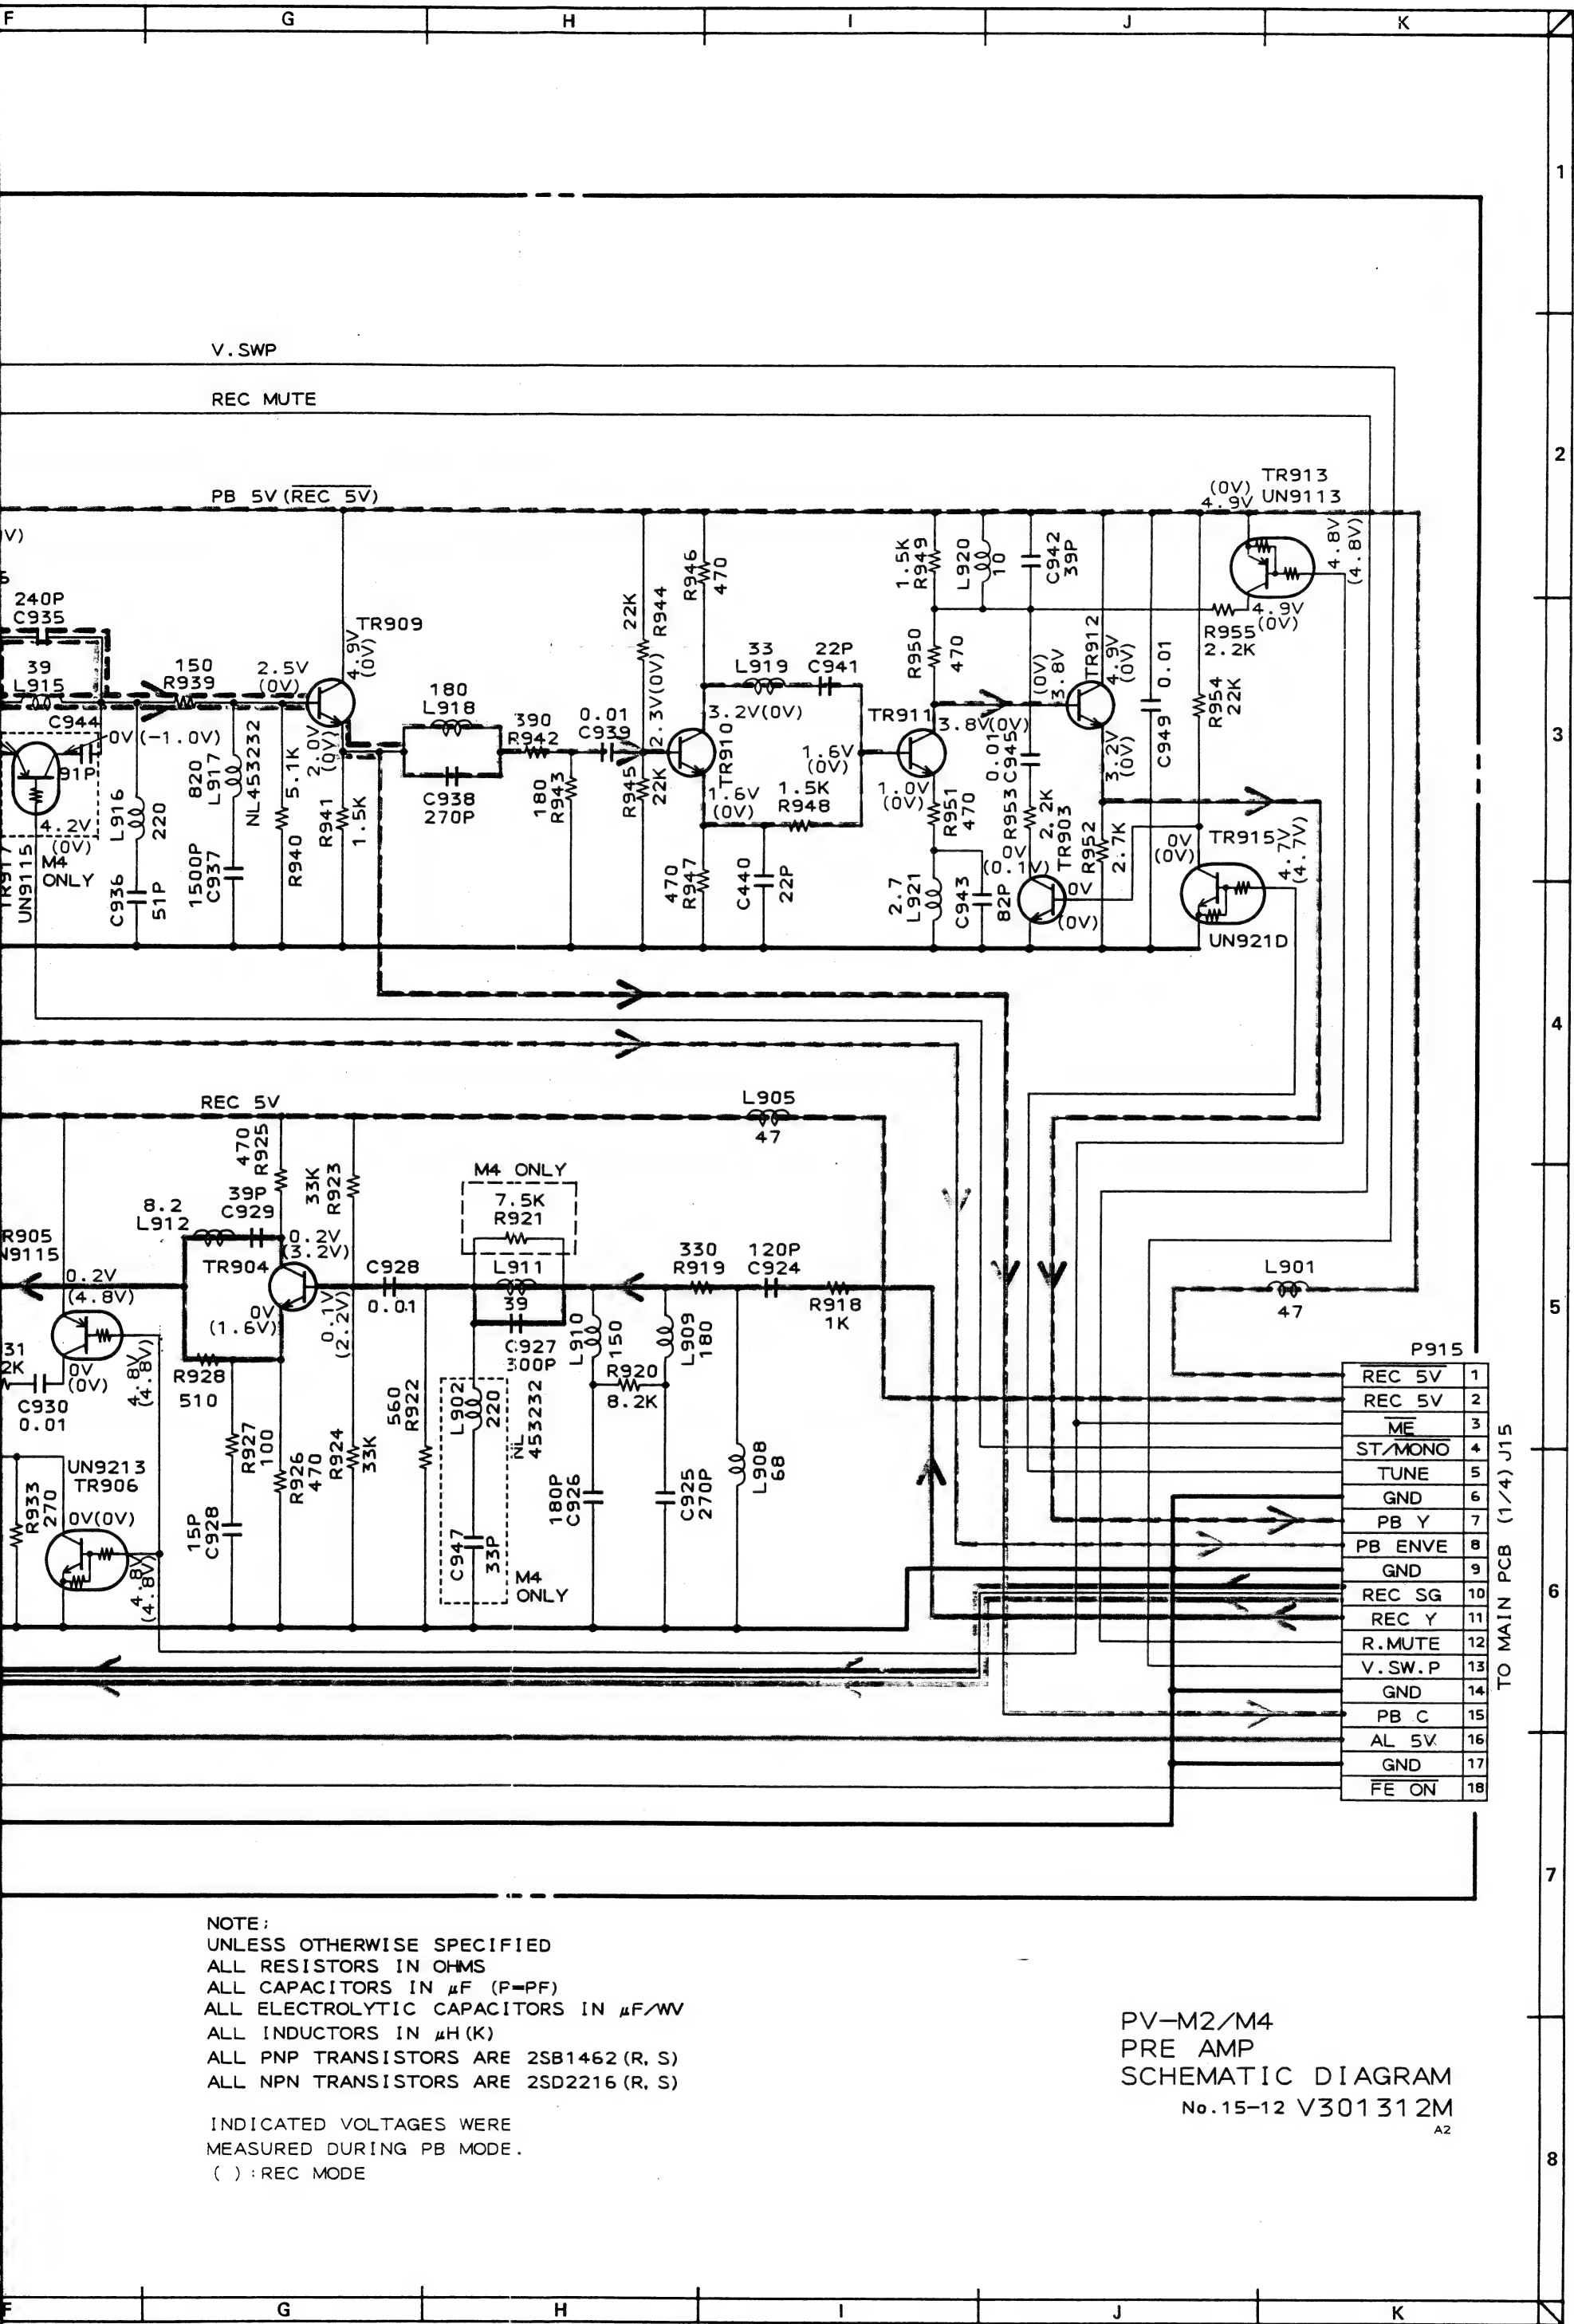 F G H I J K
1
V.SWP
REC MUTE
2
PB 5V (REC 5V)
TR913
UN9113
(0V)
4.9V
4.8V
(4.8V)
V)
240P
C935
39
L915
C944
91P
0V(-1.0V)
4.2V
(0V)
M4
ONLY
UN9115
L916
220
C936
51P
150
R939
2.5V
(0V)
820
L917
NL453232
1500P
C937
5.1K
R940
TR909
4.9V
(0V)
2.0V
(0V)
R941
1.5K
180
L918
C938
270P
390
R942
0.01
C939
180
R943
22K
R944
2.3V(0V)
R945
22K
R946
470
3.2V(0V)
TR910
1.6V
(0V)
33
L919
22P
C941
1.6V
(0V)
1.5K
R948
470
R947
C440
22P
1.5K
R949
L920
10
C942
39P
R950
470
TR911
3.8V(0V)
1.0V
(0V)
R951
470
2.7
L921
C943
82P
(0V)
3.8V
0.01
C945
R953
2.2K
0V
(0.1V)
TR903
0V
(0V)
TR912
4.9V
(0V)
3.2V
(0V)
R952
2.7K
C949
0.01
R955
2.2K
4.9V
(0V)
R954
22K
0V
(0V)
TR915
4.7V
(4.7V)
UN921D
3
4
REC 5V
L905
47
470
R925
33K
R923
8.2
L912
39P
C929
0.2V
(3.2V)
TR904
0V
(1.6V)
0.1V
(2.2V)
R905
N9115
0.2V
(4.8V)
0V
(0V)
4.8V
(4.8V)
31
2K
C930
0.01
R928
510
R927
100
R926
470
R924
33K
15P
C928
C928
0.01
560
R922
M4 ONLY
7.5K
R921
L911
39
C927
300P
L902
220
NL
453232
C947
33P
M4
ONLY
L910
150
R920
8.2K
L909
180
180P
C926
C925
270P
330
R919
120P
C924
R918
1K
L908
68
UN9213
TR906
R933
270
0V(0V)
4.8V
(4.8V)
L901
47
5
P915
REC 5V 1
REC 5V 2
ME 3
ST/MONO 4
TUNE 5
GND 6
PB Y 7
PB ENVE 8
GND 9
REC SG 10
REC Y 11
R.MUTE 12
V.SW.P 13
GND 14
PB C 15
AL 5V 16
GND 17
FE ON 18
TO MAIN PCB (1/4) J15
6
7
NOTE:
UNLESS OTHERWISE SPECIFIED
ALL RESISTORS IN OHMS
ALL CAPACITORS IN µF (P=PF)
ALL ELECTROLYTIC CAPACITORS IN µF/WV
ALL INDUCTORS IN µH(K)
ALL PNP TRANSISTORS ARE 2SB1462(R, S)
ALL NPN TRANSISTORS ARE 2SD2216(R, S)
INDICATED VOLTAGES WERE
MEASURED DURING PB MODE.
( ) :REC MODE
PV-M2/M4
PRE AMP
SCHEMATIC DIAGRAM
No.15-12 V301312M
A2
8
F G H I J K